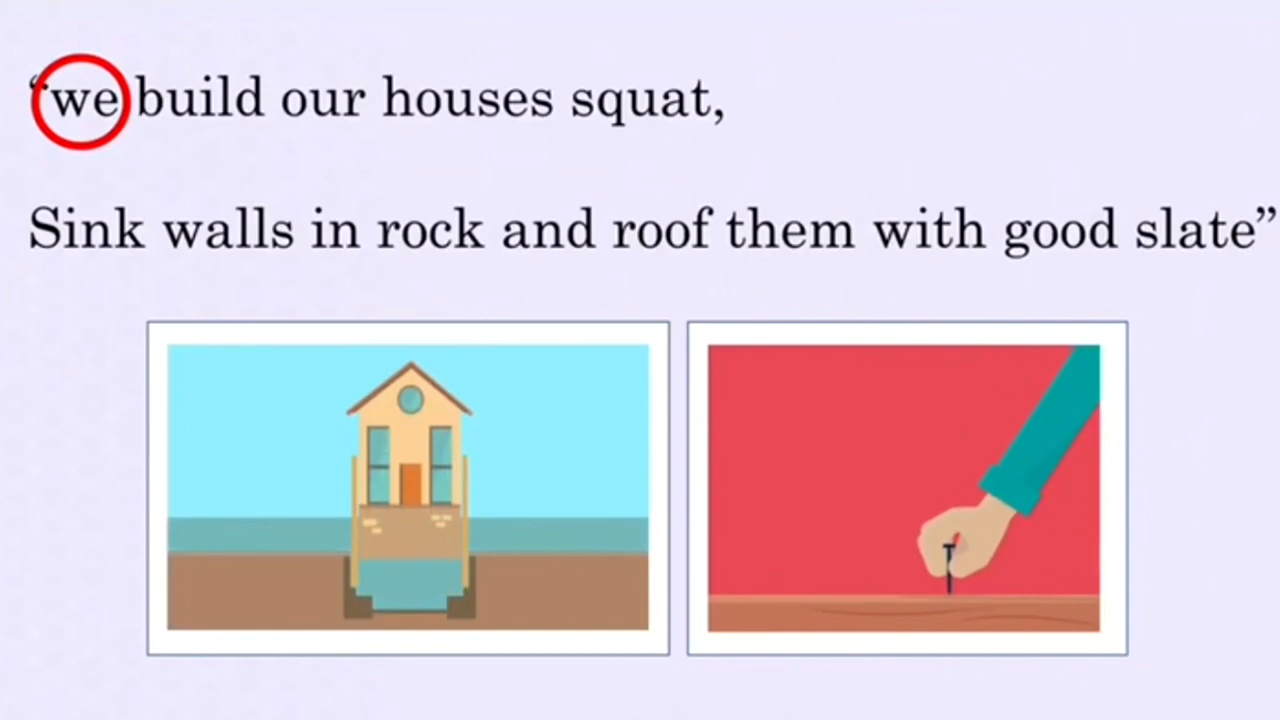 “we build our houses squat,
Sink walls in rock and roof them with good slate”